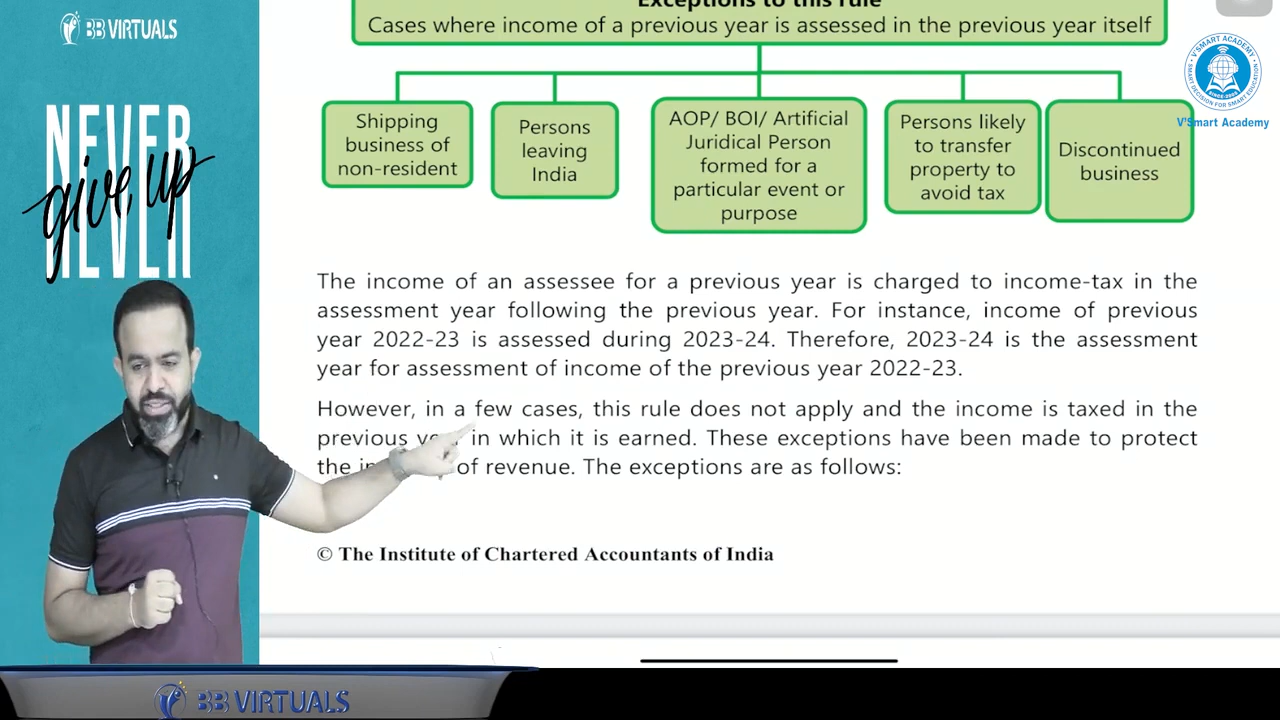 BB VIRTUALS
NEVER
give up
NEVER
Exceptions to this rule
Cases where income of a previous year is assessed in the previous year itself
Shipping
business of
non-resident
Persons
leaving
India
AOP/ BOI/ Artificial
Juridical Person
formed for a
particular event or
purpose
Persons likely
to transfer
property to
avoid tax
Discontinued
business
V'SMART ACADEMY
SMART DECISION FOR SMART EDUCATION
V'Smart Academy
The income of an assessee for a previous year is charged to income-tax in the
assessment year following the previous year. For instance, income of previous
year 2022-23 is assessed during 2023-24. Therefore, 2023-24 is the assessment
year for assessment of income of the previous year 2022-23.
However, in a few cases, this rule does not apply and the income is taxed in the
previous in which it is earned. These exceptions have been made to protect
the of revenue. The exceptions are as follows:
© The Institute of Chartered Accountants of India
BB VIRTUALS